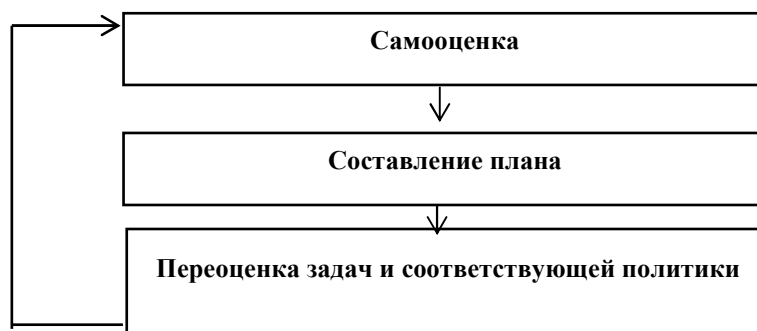 Самооценка
Составление плана
Переоценка задач и соответствующей политики